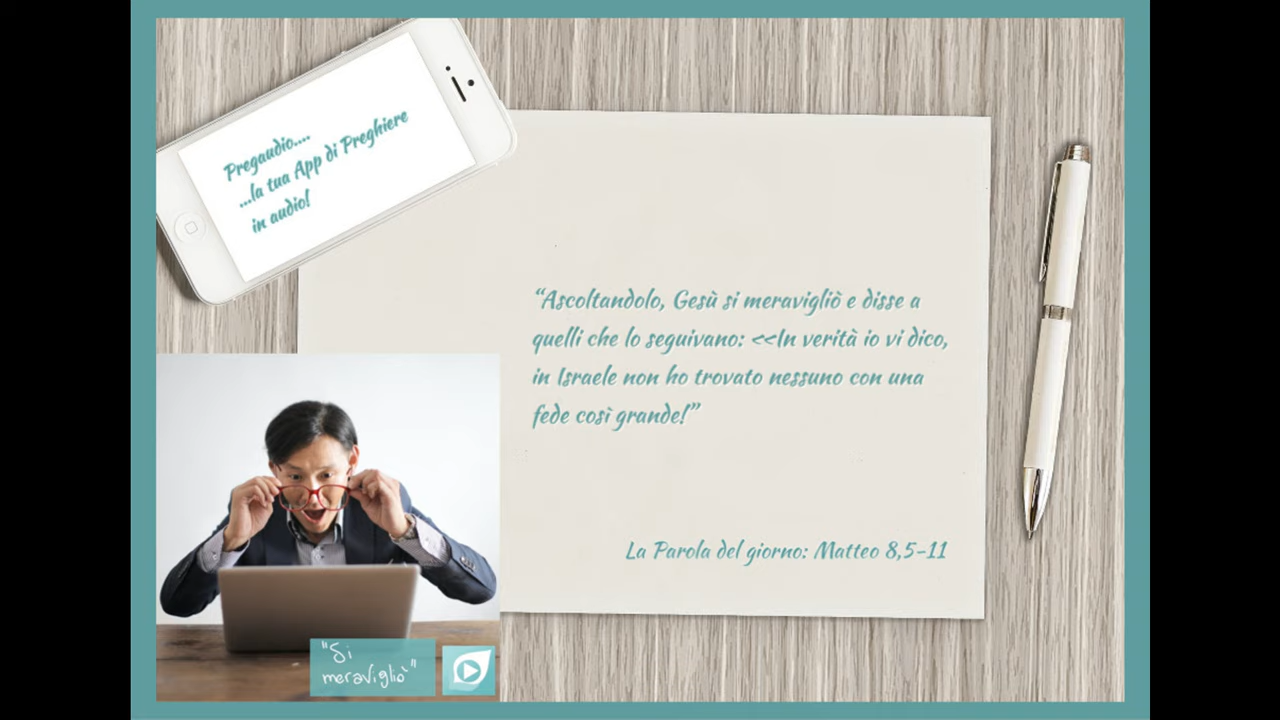 Pregaudio....
...la tua App di Preghiere
in audio!
“Ascoltandolo, Gesù si meravigliò e disse a
quelli che lo seguivano: <<In verità io vi dico,
in Israele non ho trovato nessuno con una
fede così grande!”
La Parola del giorno: Matteo 8,5-11
"Si
meravigliò"